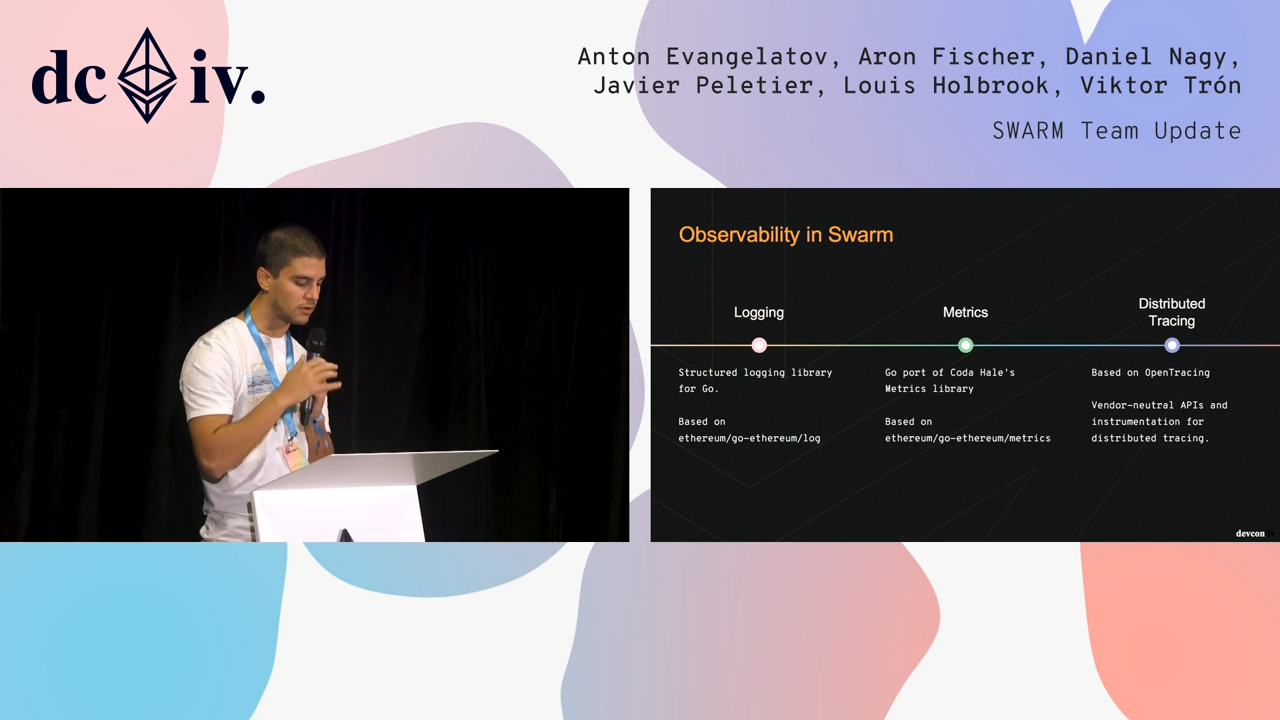 dc iv.
Anton Evangelatov, Aron Fischer, Daniel Nagy,
Javier Peletier, Louis Holbrook, Viktor Trón
SWARM Team Update
Observability in Swarm
Logging
Structured logging library
for Go.
Based on
ethereum/go-ethereum/log
Metrics
Go port of Coda Hale's
Metrics library
Based on
ethereum/go-ethereum/metrics
Distributed
Tracing
Based on OpenTracing
Vendor-neutral APIs and
instrumentation for
distributed tracing.
devcon